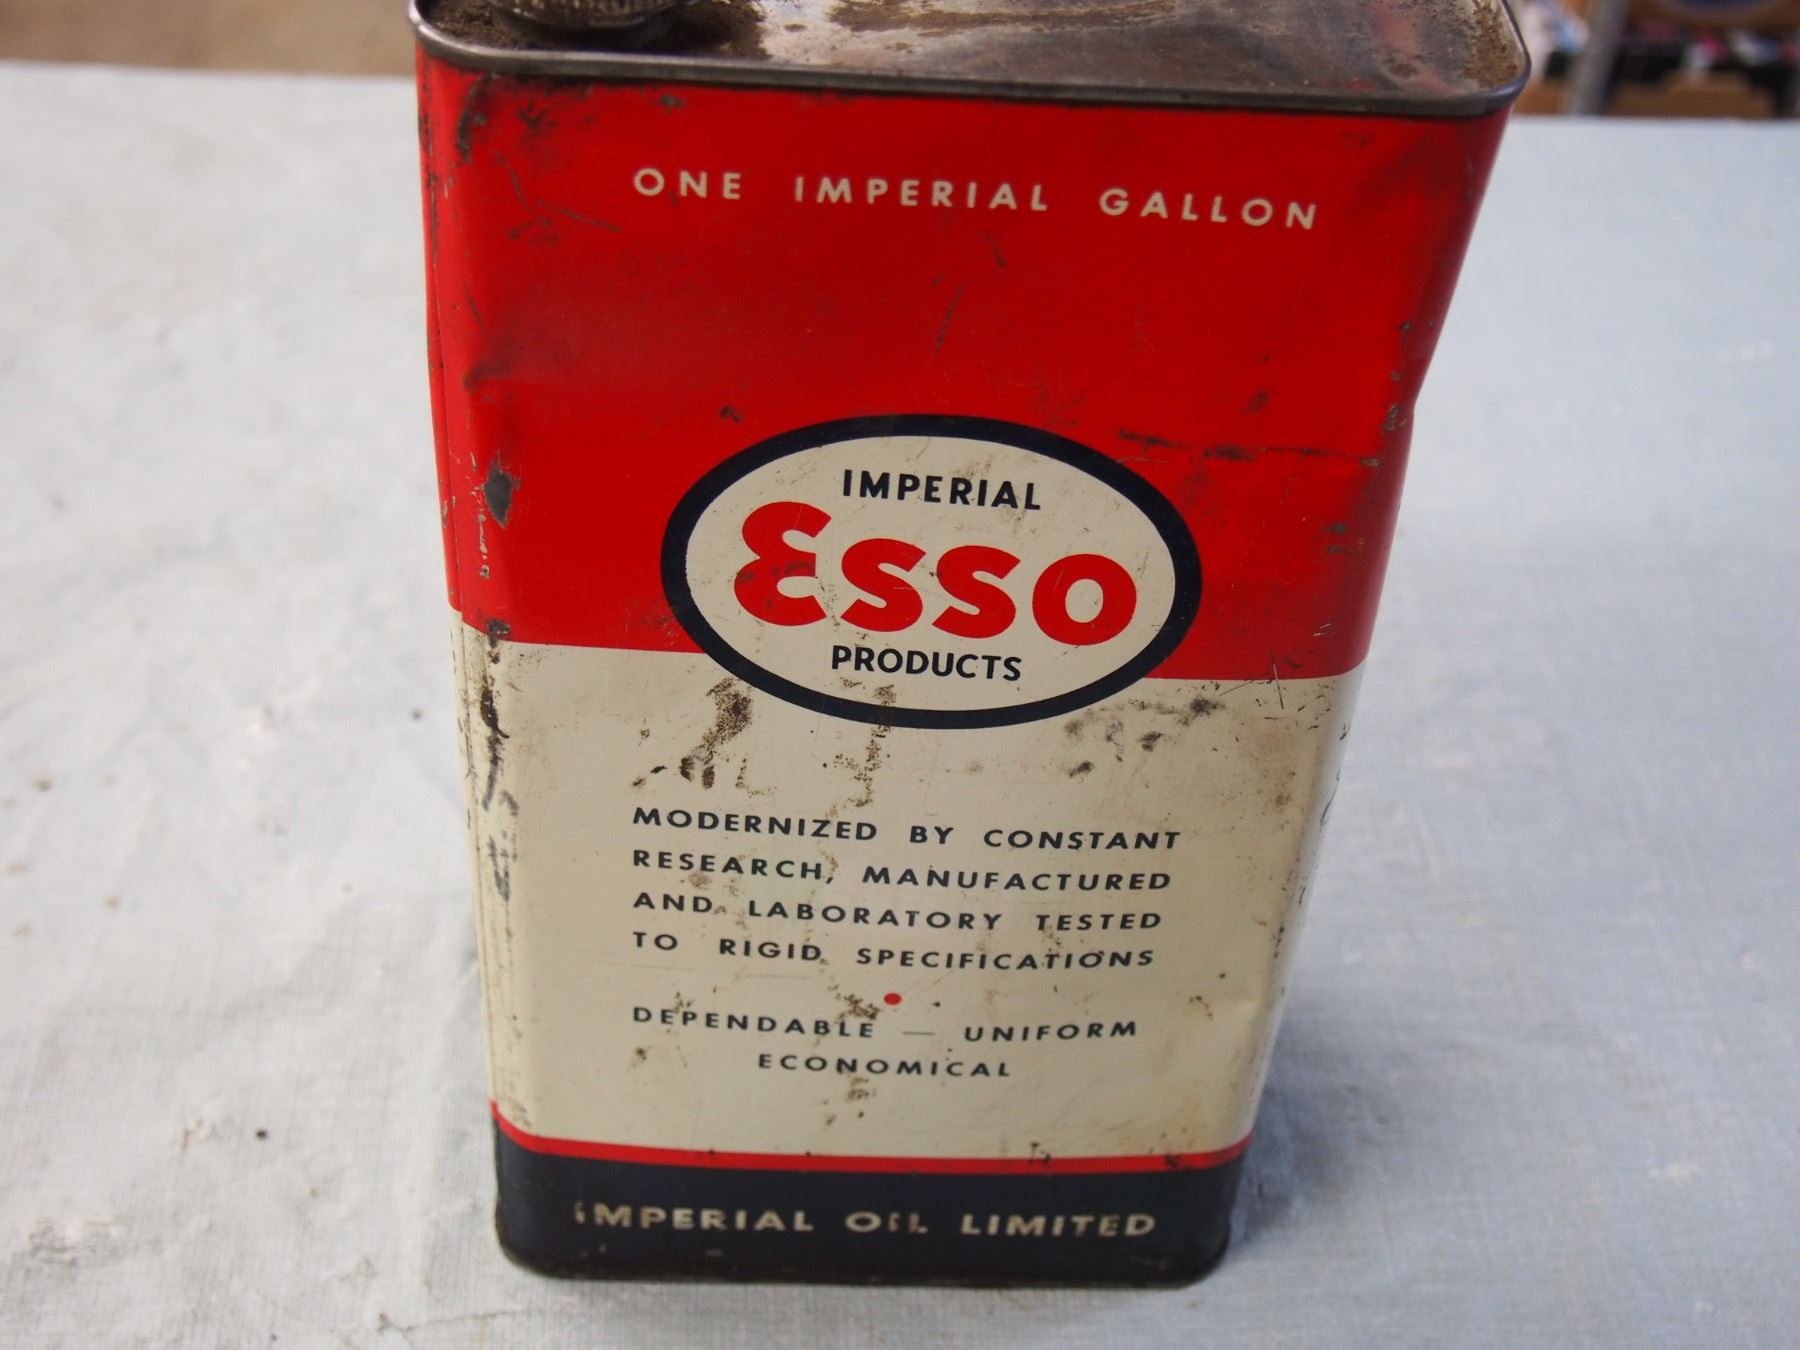 ONE IMPERIAL GALLON
IMPERIAL
Esso
PRODUCTS
MODERNIZED BY CONSTANT
RESEARCH, MANUFACTURED
AND LABORATORY TESTED
TO RIGID SPECIFICATIONS
DEPENDABLE — UNIFORM
ECONOMICAL
IMPERIAL OIL LIMITED